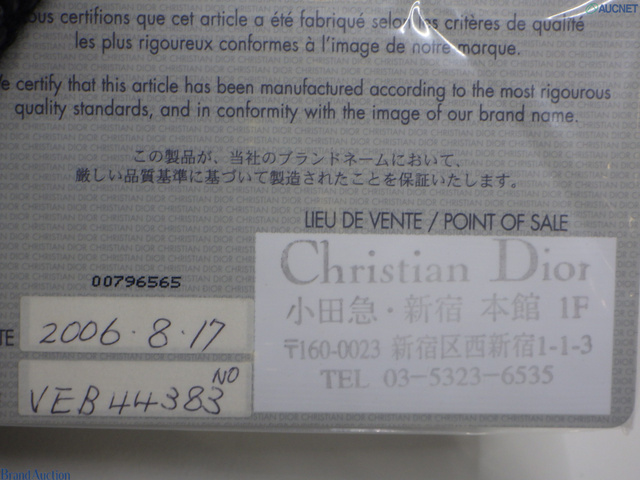 AUCNET
ous certifions que cet article a été fabriqué selon les critères de qualité
les plus rigoureux conformes à l'image de notre marque.
e certify that this article has been manufactured according to the most rigourous
quality standards, and in conformity with the image of our brand name.
この製品が、当社のブランドネームにおいて、
厳しい品質基準に基づいて製造されたことを保証いたします。
LIEU DE VENTE / POINT OF SALE
Christian Dior
小田急・新宿 本館 1F
〒160-0023 新宿区西新宿1-1-3
TEL 03-5323-6535
00796565
TE 2006.8.17
VEB44383 NO
BrandAuction